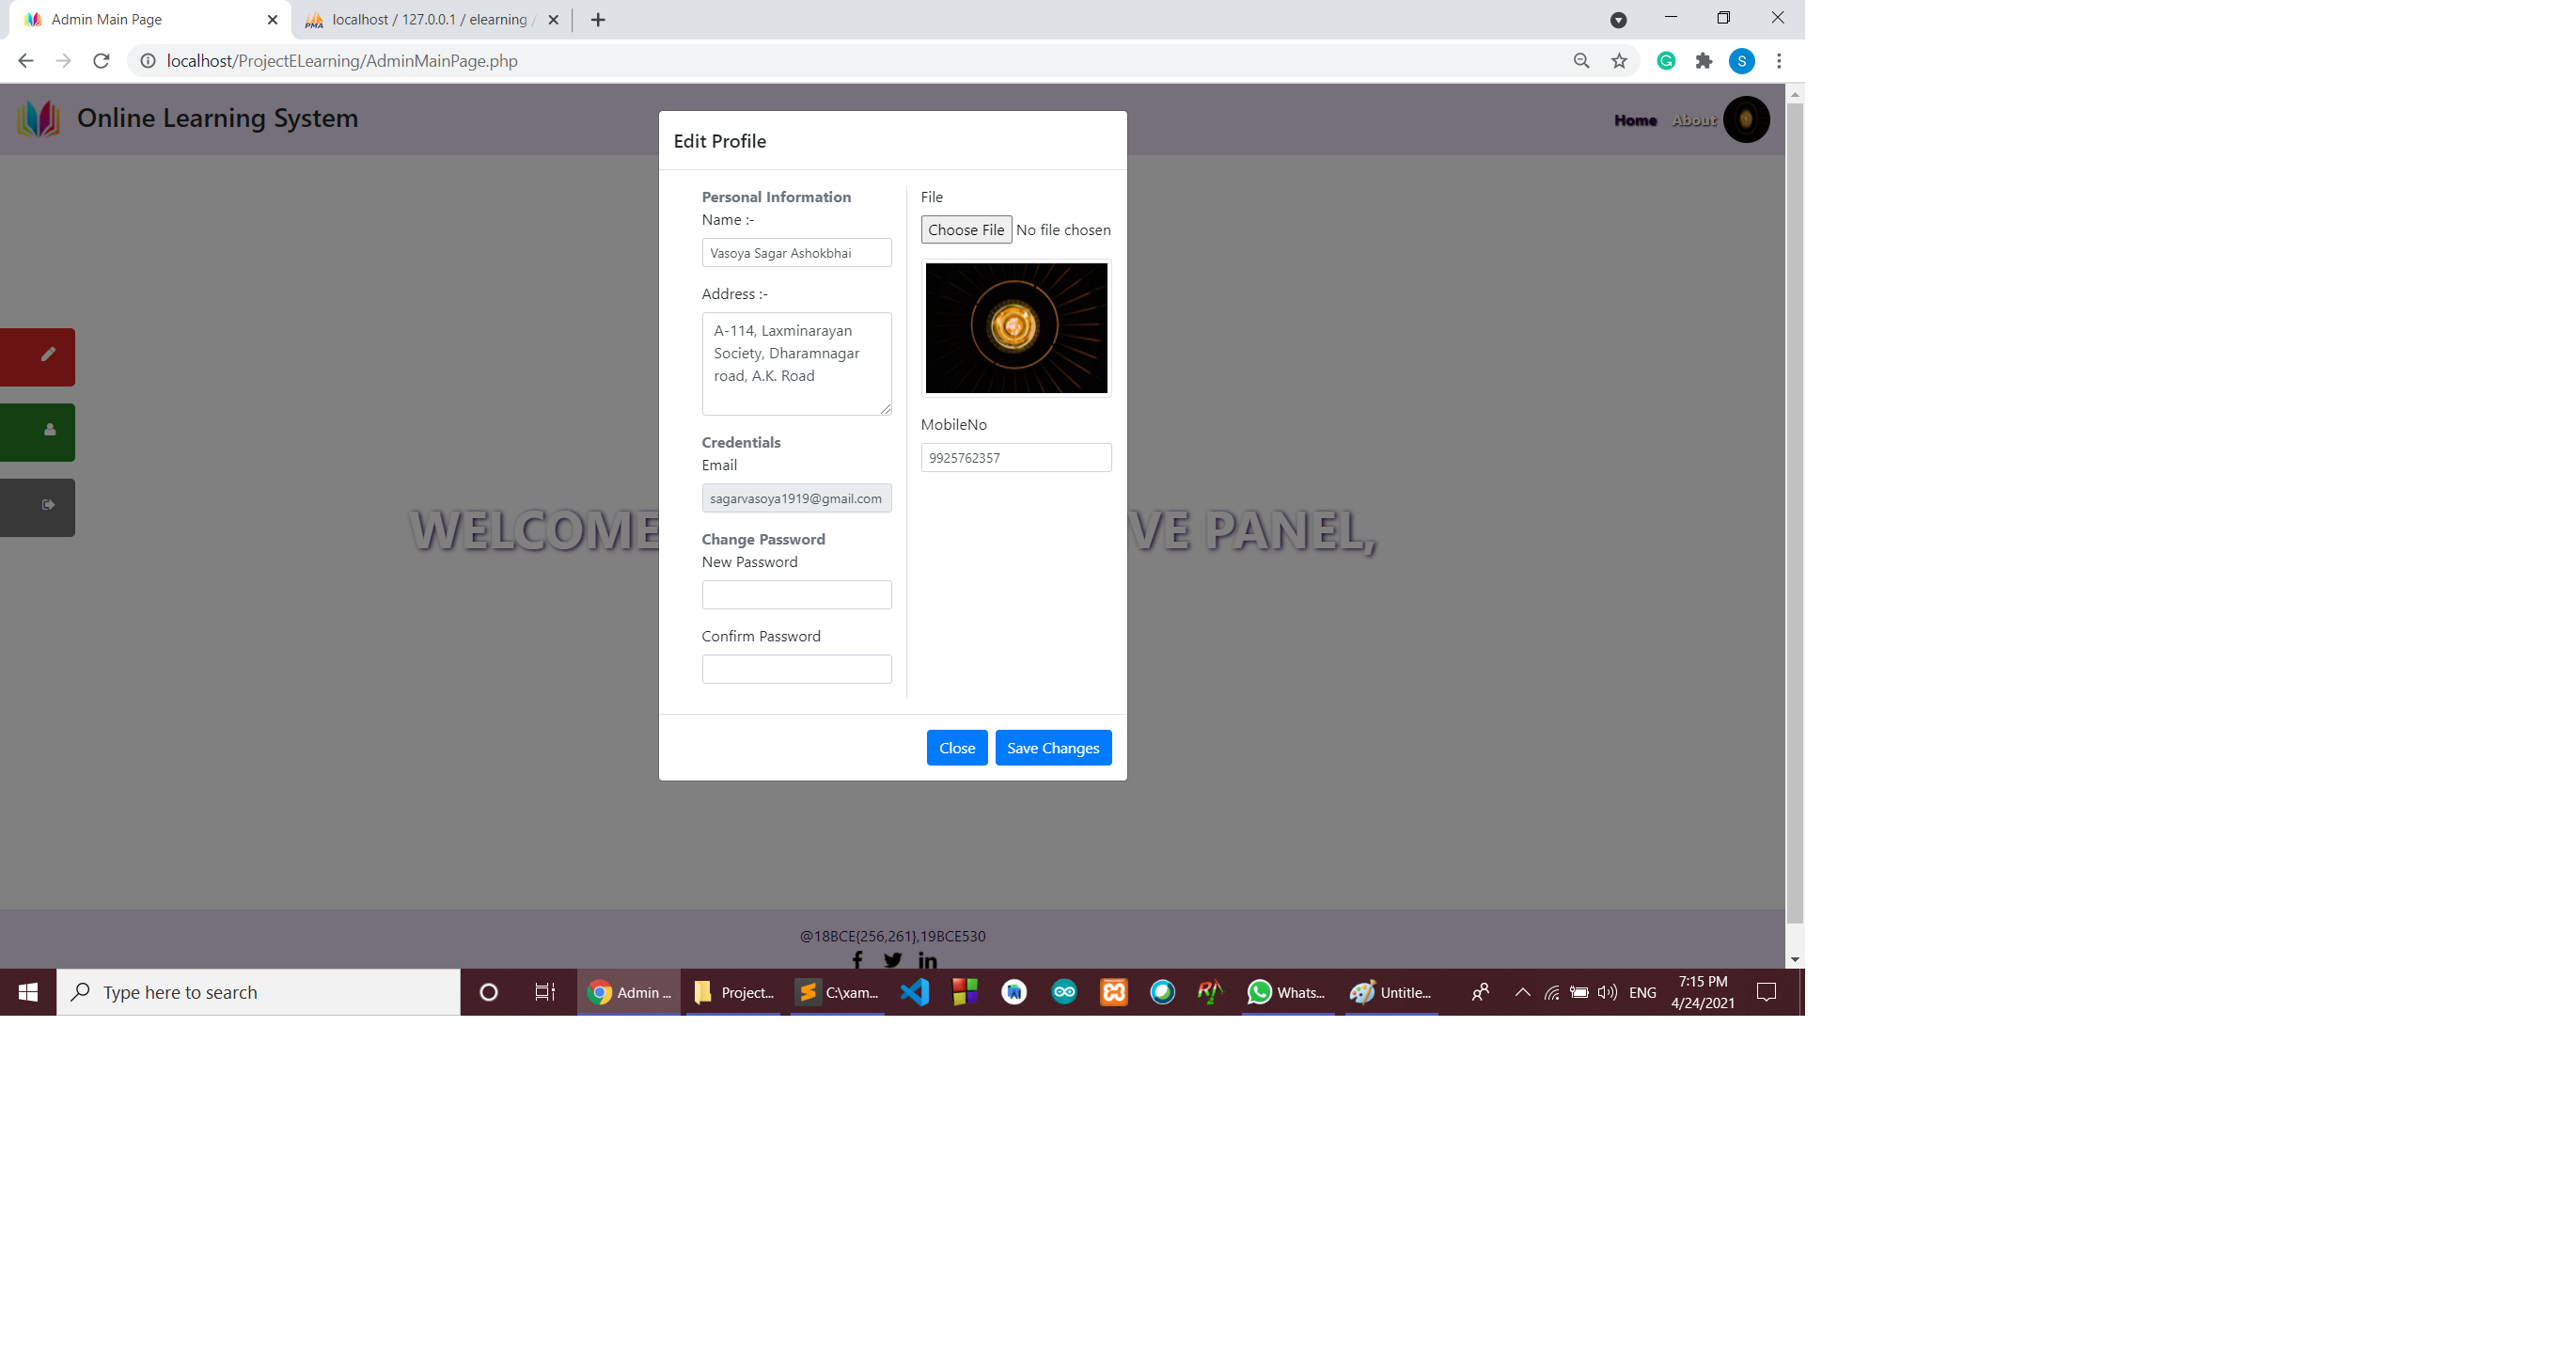 Admin Main Page
localhost / 127.0.0.1 / elearning /
localhost/ProjectELearning/AdminMainPage.php
S
Online Learning System
Home
About
Edit Profile
Personal Information
Name :-
Vasoya Sagar Ashokbhai
Address :-
A-114, Laxminarayan
Society, Dharamnagar
road, A.K. Road
Credentials
Email
sagarvasoya1919@gmail.com
Change Password
New Password
Confirm Password
File
Choose File No file chosen
MobileNo
9925762357
Close
Save Changes
WELCOME
VE PANEL,
@18BCE{256,261},19BCE530
Type here to search
Admin ...
Project...
C:\xam...
Whats...
Untitle...
ENG
7:15 PM
4/24/2021